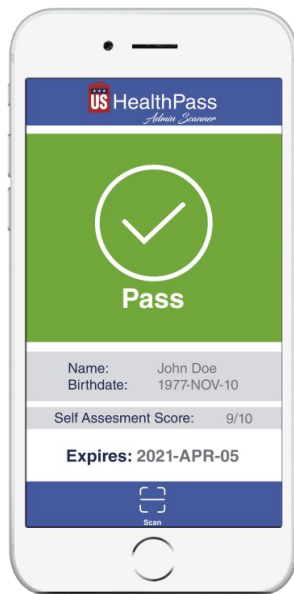 US HealthPass
Admin Scanner
Pass
Name: John Doe
Birthdate: 1977-NOV-10
Self Assesment Score: 9/10
Expires: 2021-APR-05
Scan